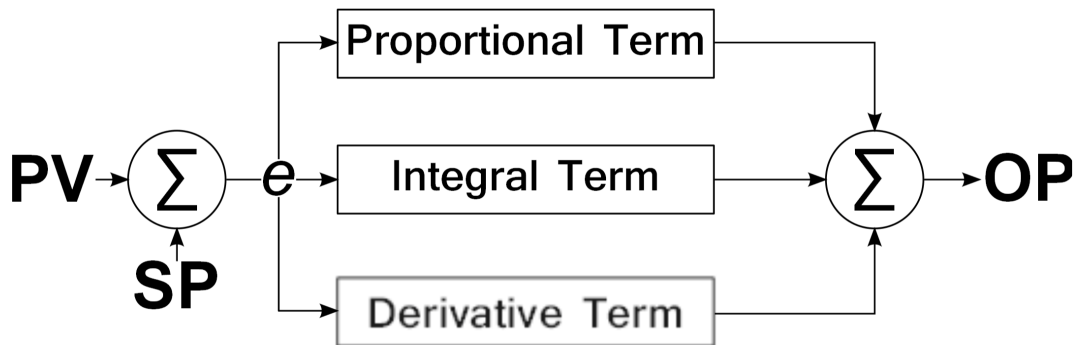 Proportional Term
PV
∑
e
Integral Term
∑
OP
SP
Derivative Term